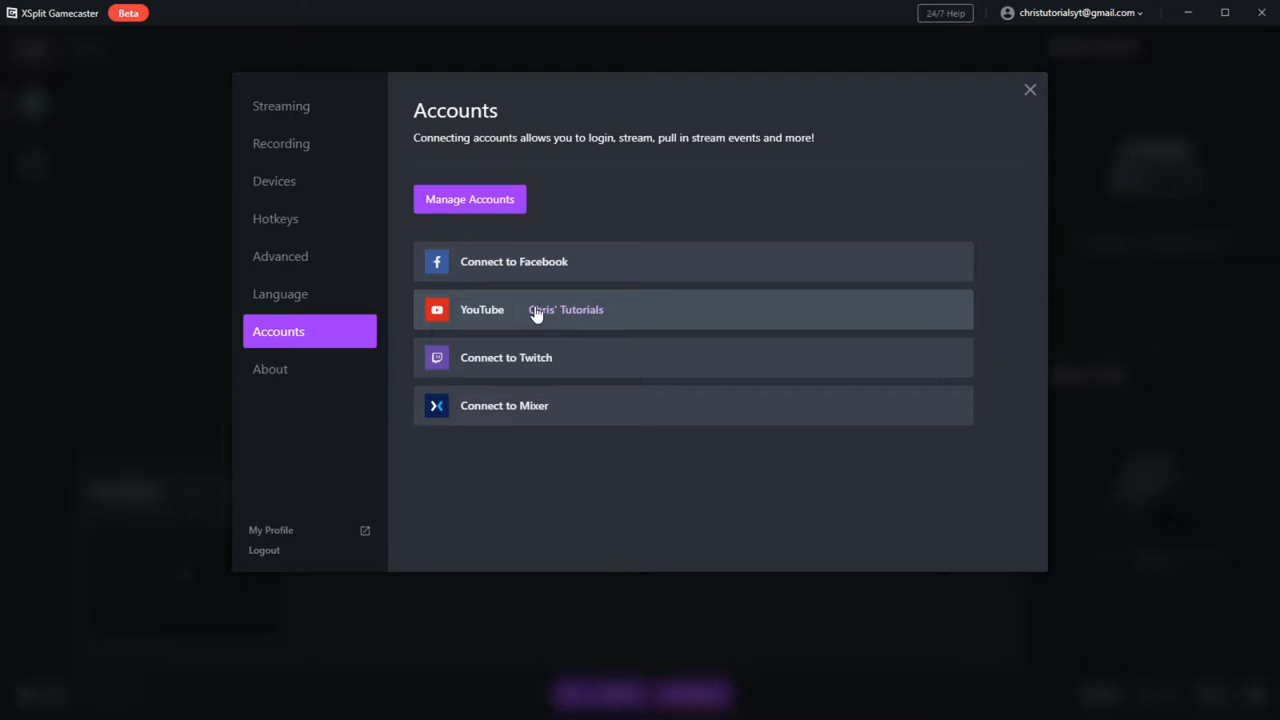 XSplit Gamecaster Beta
24/7 Help
christutorialsyt@gmail.com
Streaming
Recording
Devices
Hotkeys
Advanced
Language
Accounts
About
My Profile
Logout
Accounts
Connecting accounts allows you to login, stream, pull in stream events and more!
Manage Accounts
Connect to Facebook
YouTube Chris' Tutorials
Connect to Twitch
Connect to Mixer